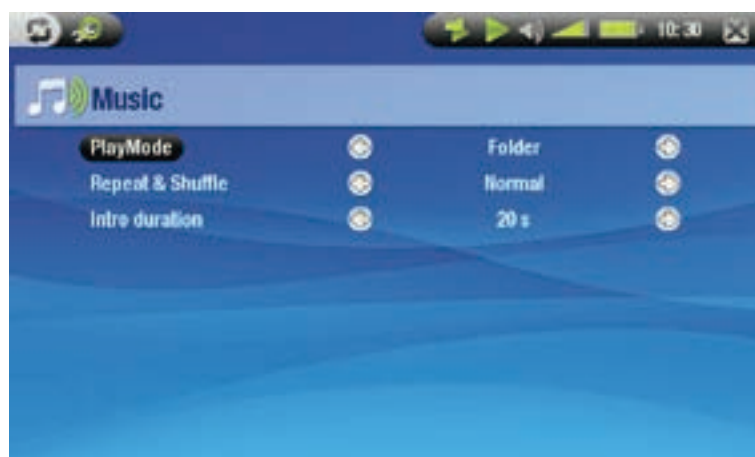 10:30
Music
PlayMode Folder
Repeat & Shuffle Normal
Intro duration 20 s